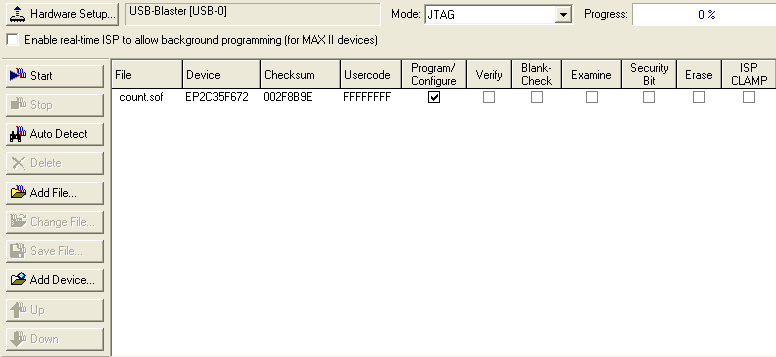 Hardware Setup... USB-Blaster [USB-0] Mode: JTAG Progress: 0 %
Enable real-time ISP to allow background programming (for MAX II devices)
Start
Stop
Auto Detect
Delete
Add File...
Change File...
Save File...
Add Device...
Up
Down
File Device Checksum Usercode Program/ Configure Verify Blank- Check Examine Security Bit Erase ISP CLAMP
count.sof EP2C35F672 002F8B9E FFFFFFFF